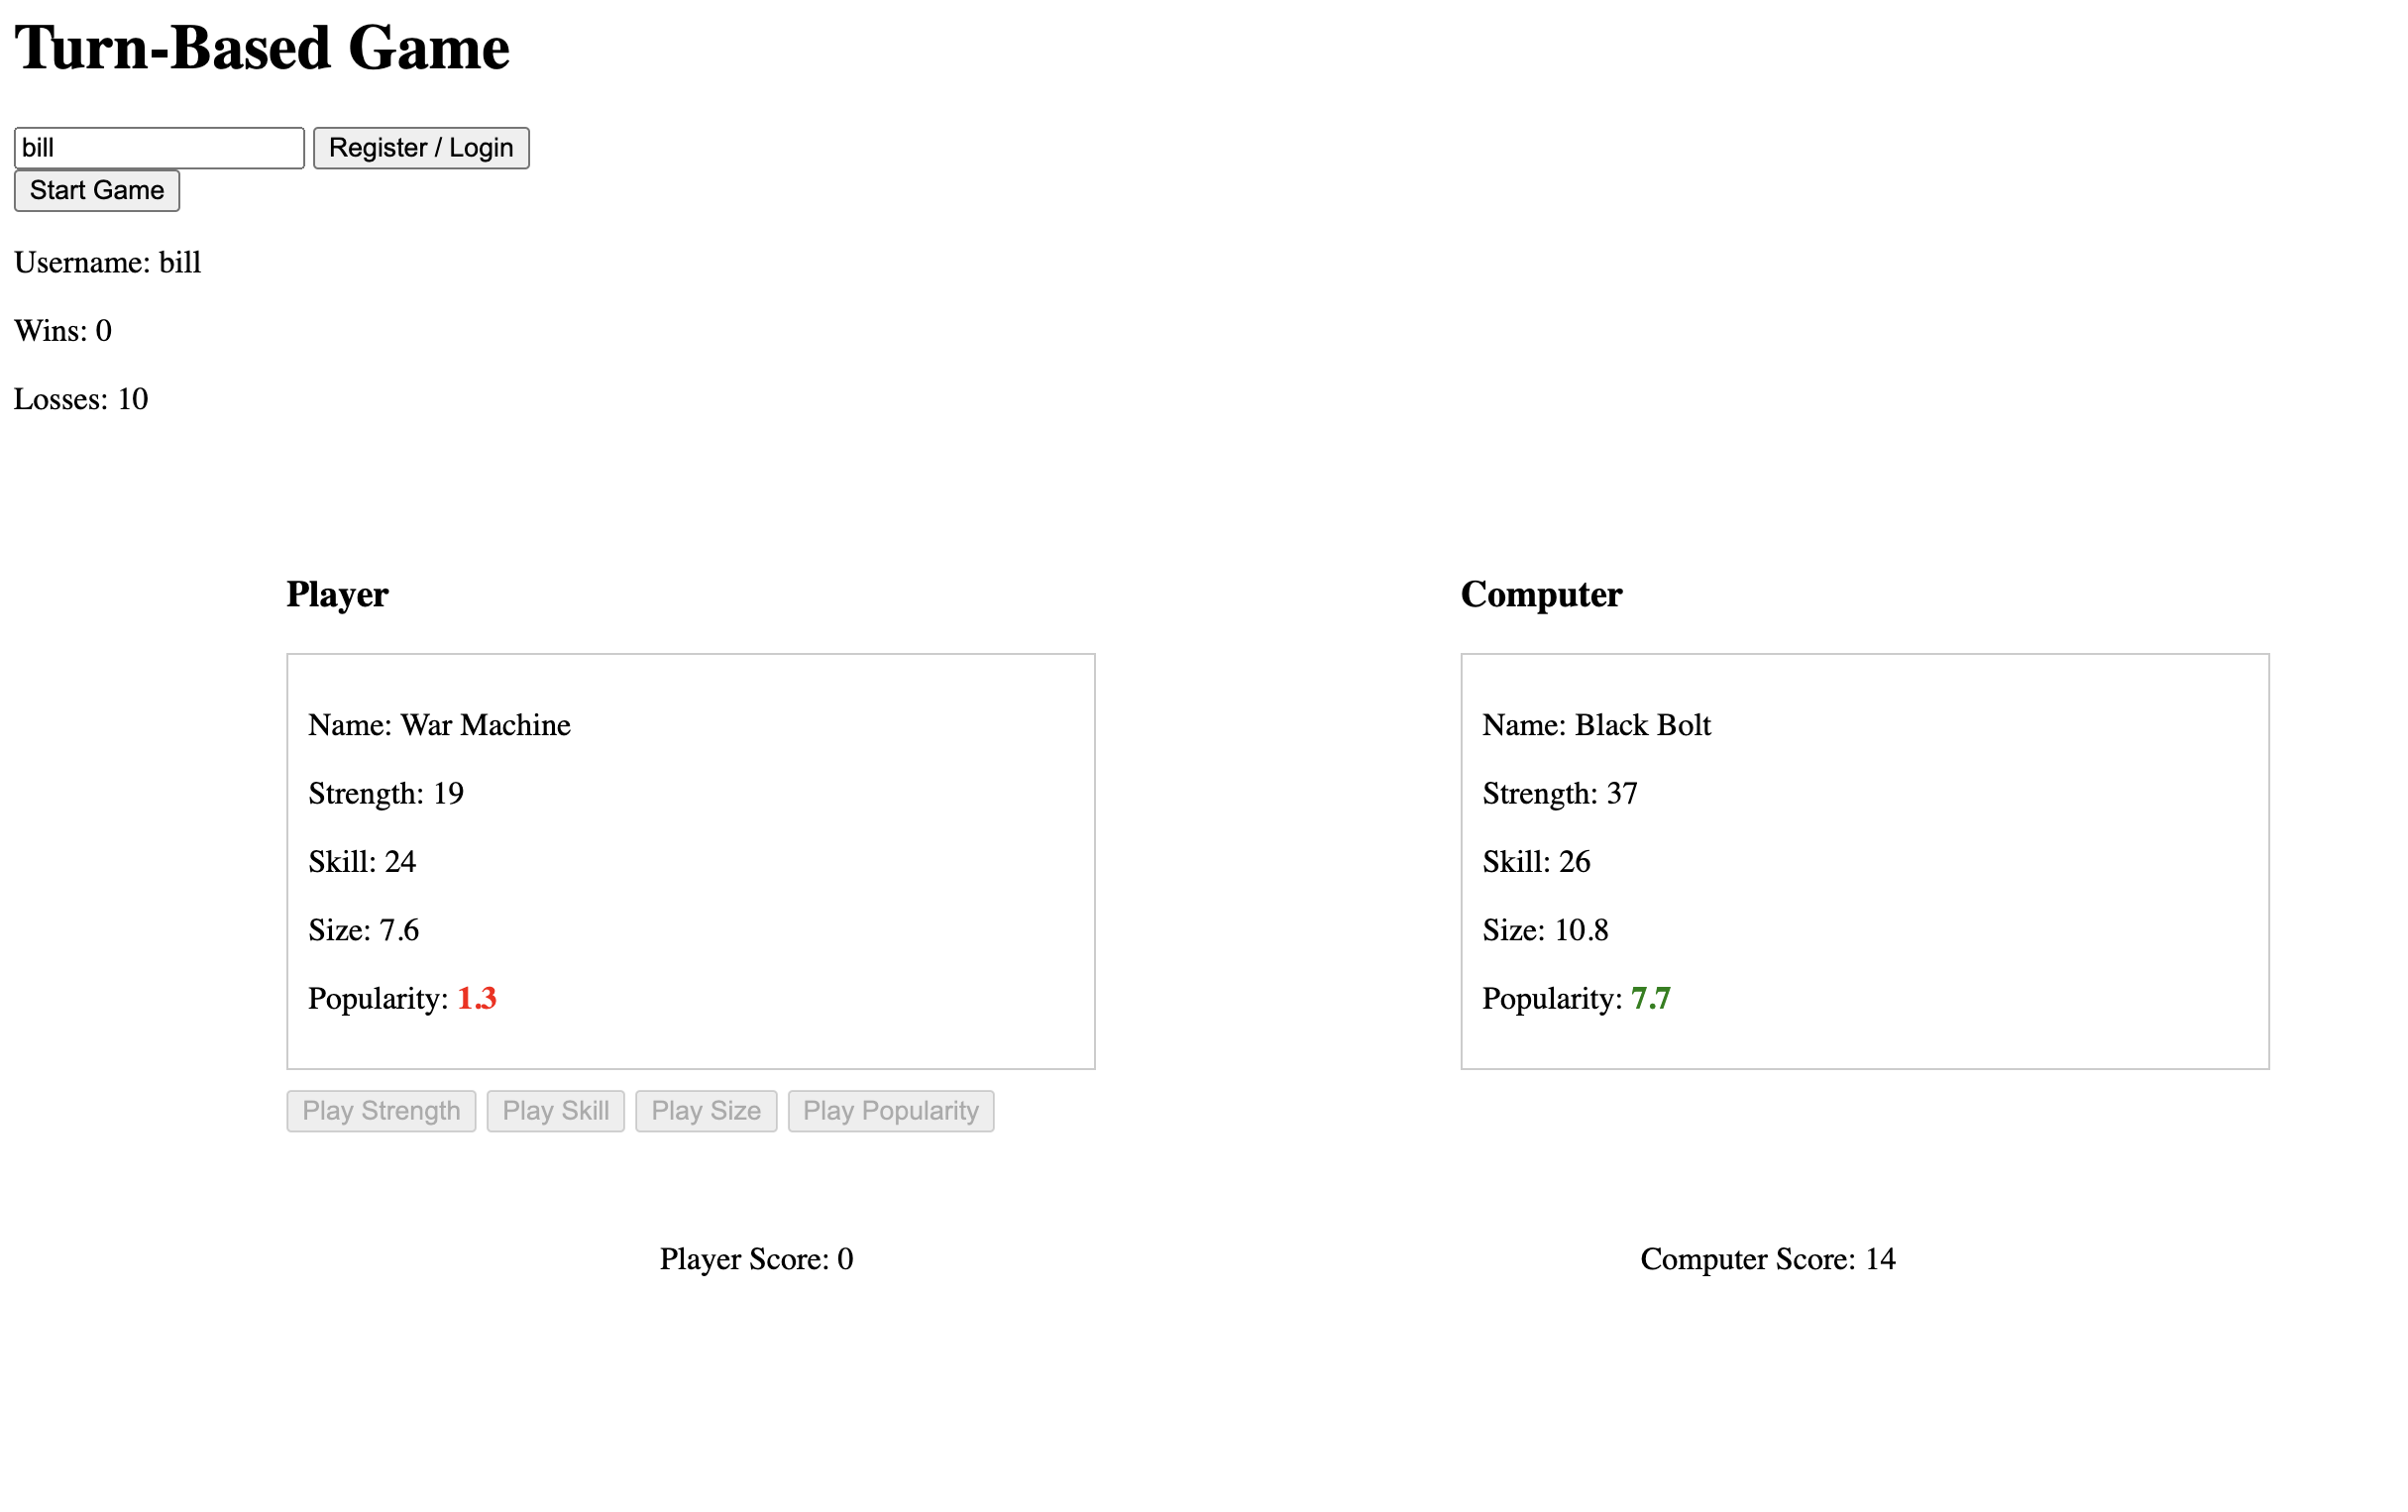 Turn-Based Game
bill Register / Login
Start Game
Username: bill
Wins: 0
Losses: 10
Player
Name: War Machine
Strength: 19
Skill: 24
Size: 7.6
Popularity: 1.3
Play Strength Play Skill Play Size Play Popularity
Computer
Name: Black Bolt
Strength: 37
Skill: 26
Size: 10.8
Popularity: 7.7
Player Score: 0
Computer Score: 14